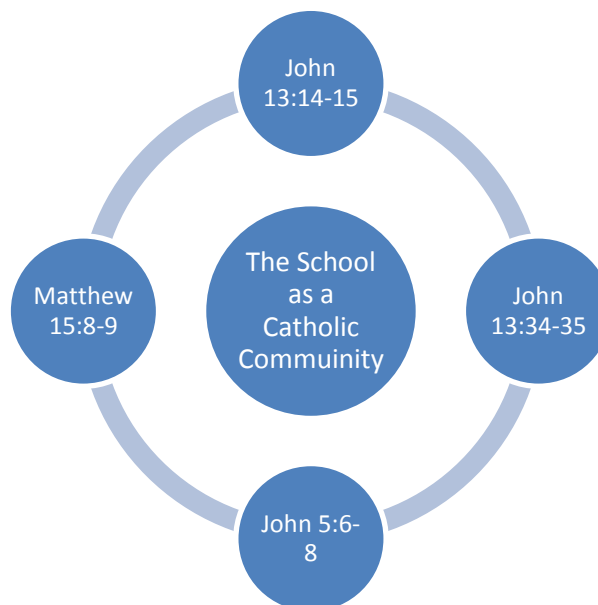 John
13:14-15
Matthew
15:8-9
The School
as a
Catholic
Commuinity
John
13:34-35
John 5:6-
8